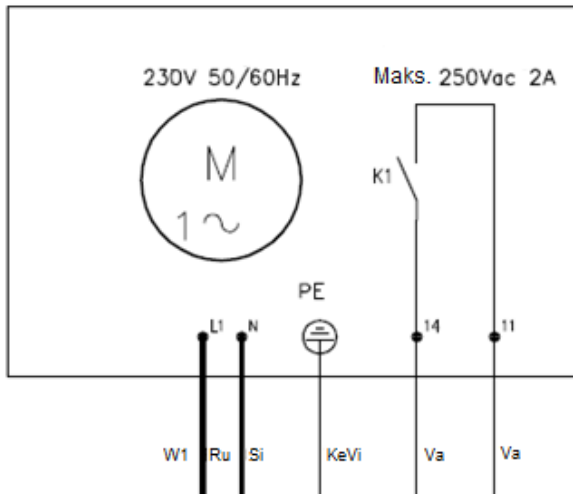 230V 50/60Hz
Maks. 250Vac 2A
M
1~
K1
PE
L1
N
14
11
W1
Ru
Si
KeVi
Va
Va